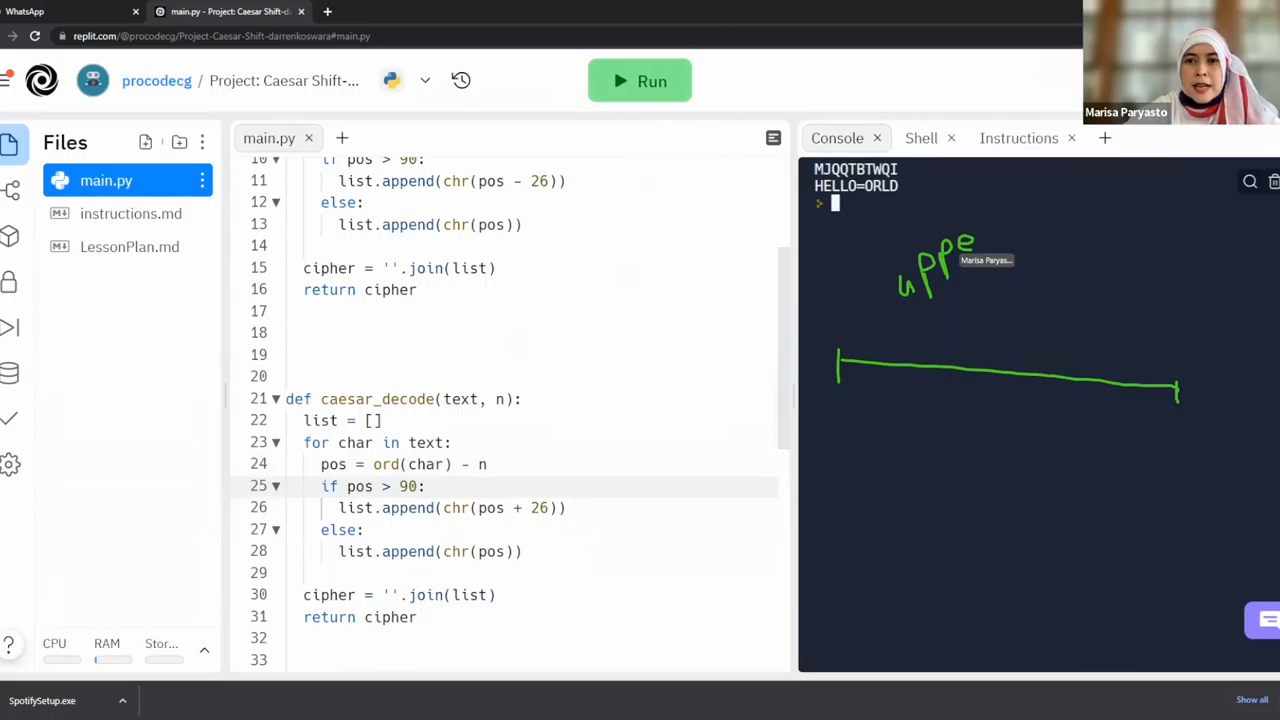 WhatsApp
main.py - Project: Caesar Shift-d
replit.com/@procodecg/Project-Caesar-Shift-darrenkoswara#main.py
procodecg / Project: Caesar Shift-...
Run
Marisa Paryasto
Files
main.py
instructions.md
LessonPlan.md
CPU RAM Stor...
main.py
10 if pos > 90:
11 list.append(chr(pos - 26))
12 else:
13 list.append(chr(pos))
14
15 cipher = ''.join(list)
16 return cipher
17
18
19
20
21 def caesar_decode(text, n):
22 list = []
23 for char in text:
24 pos = ord(char) - n
25 if pos > 90:
26 list.append(chr(pos + 26))
27 else:
28 list.append(chr(pos))
29
30 cipher = ''.join(list)
31 return cipher
32
33
Console Shell Instructions
MJQQTBTWQI
HELLO=ORLD
uppe
Marisa Paryas...
SpotifySetup.exe
Show all